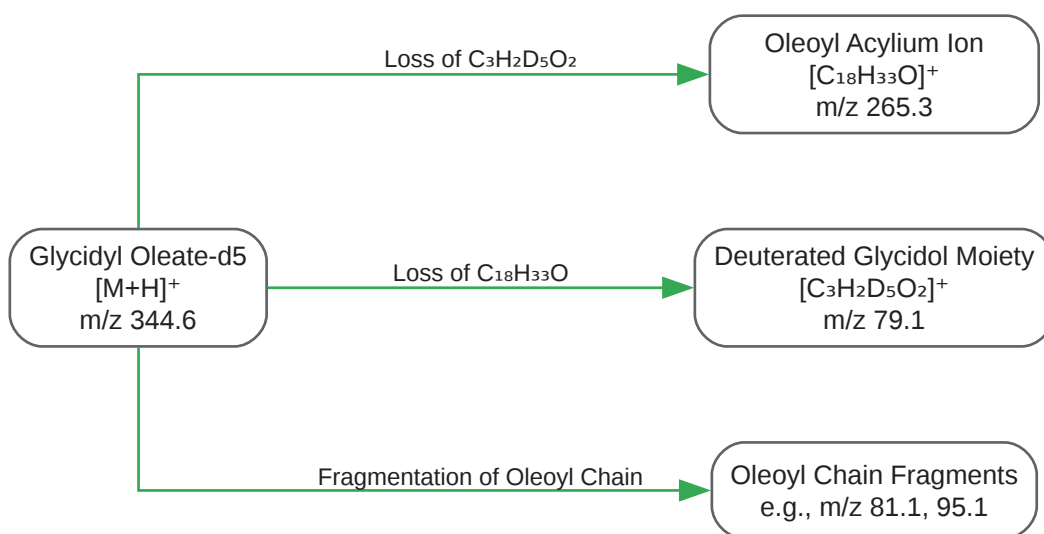 Loss of C₃H₂D₅O₂
Oleoyl Acylium Ion
[C₁₈H₃₃O]⁺
m/z 265.3
Glycidyl Oleate-d5
[M+H]⁺
m/z 344.6
Loss of C₁₈H₃₃O
Deuterated Glycidol Moiety
[C₃H₂D₅O₂]⁺
m/z 79.1
Fragmentation of Oleoyl Chain
Oleoyl Chain Fragments
e.g., m/z 81.1, 95.1